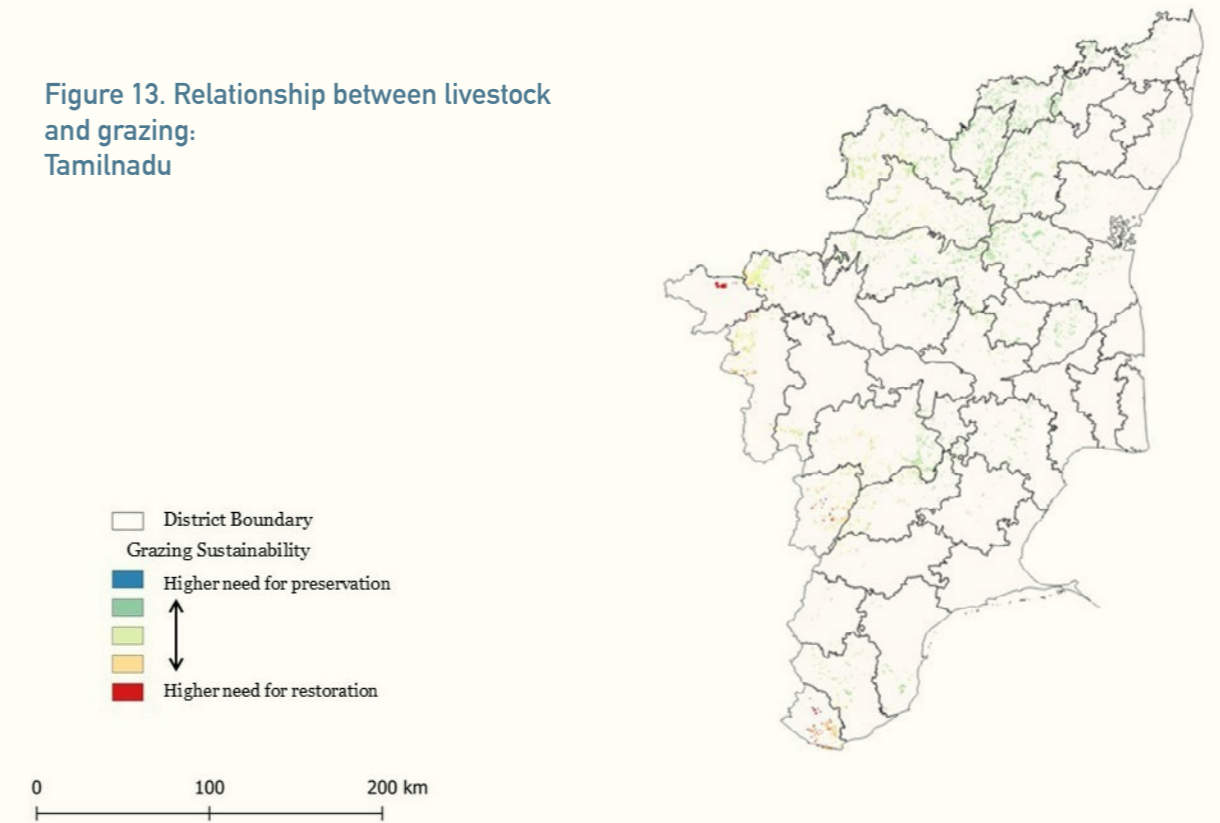 Figure 13. Relationship between livestock
and grazing:
Tamilnadu
District Boundary
Grazing Sustainability
Higher need for preservation
Higher need for restoration
0 100 200 km